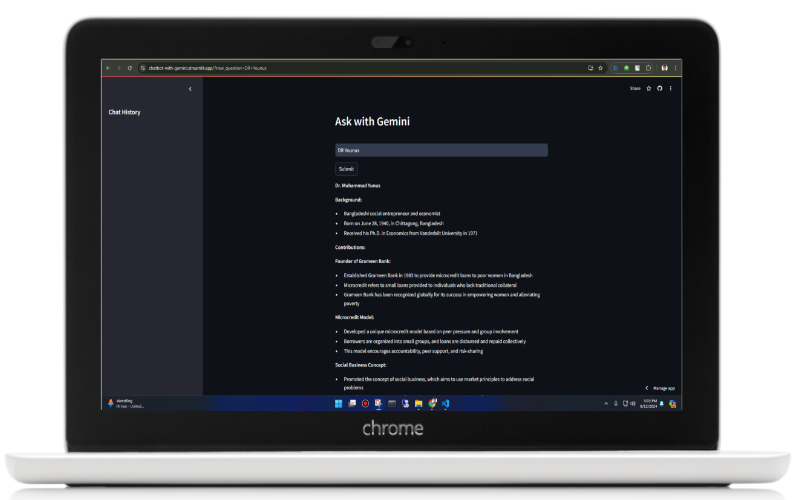 chatbot-with-gemini.streamlit.app/?new_question=DR+Younus
Share
Chat History
Ask with Gemini
DR Younus
Submit
Dr. Muhammad Yunus
Background:
• Bangladeshi social entrepreneur and economist
• Born on June 28, 1940, in Chittagong, Bangladesh
• Received his Ph.D. in Economics from Vanderbilt University in 1971
Contributions:
Founder of Grameen Bank:
• Established Grameen Bank in 1983 to provide microcredit loans to poor women in Bangladesh
• Microcredit refers to small loans provided to individuals who lack traditional collateral
• Grameen Bank has been recognized globally for its success in empowering women and alleviating
poverty
Microcredit Model:
• Developed a unique microcredit model based on peer pressure and group involvement
• Borrowers are organized into small groups, and loans are disbursed and repaid collectively
• This model encourages accountability, peer support, and risk-sharing
Social Business Concept:
• Promoted the concept of social business, which aims to use market principles to address social
problems
Manage app
5:03 PM
chrome